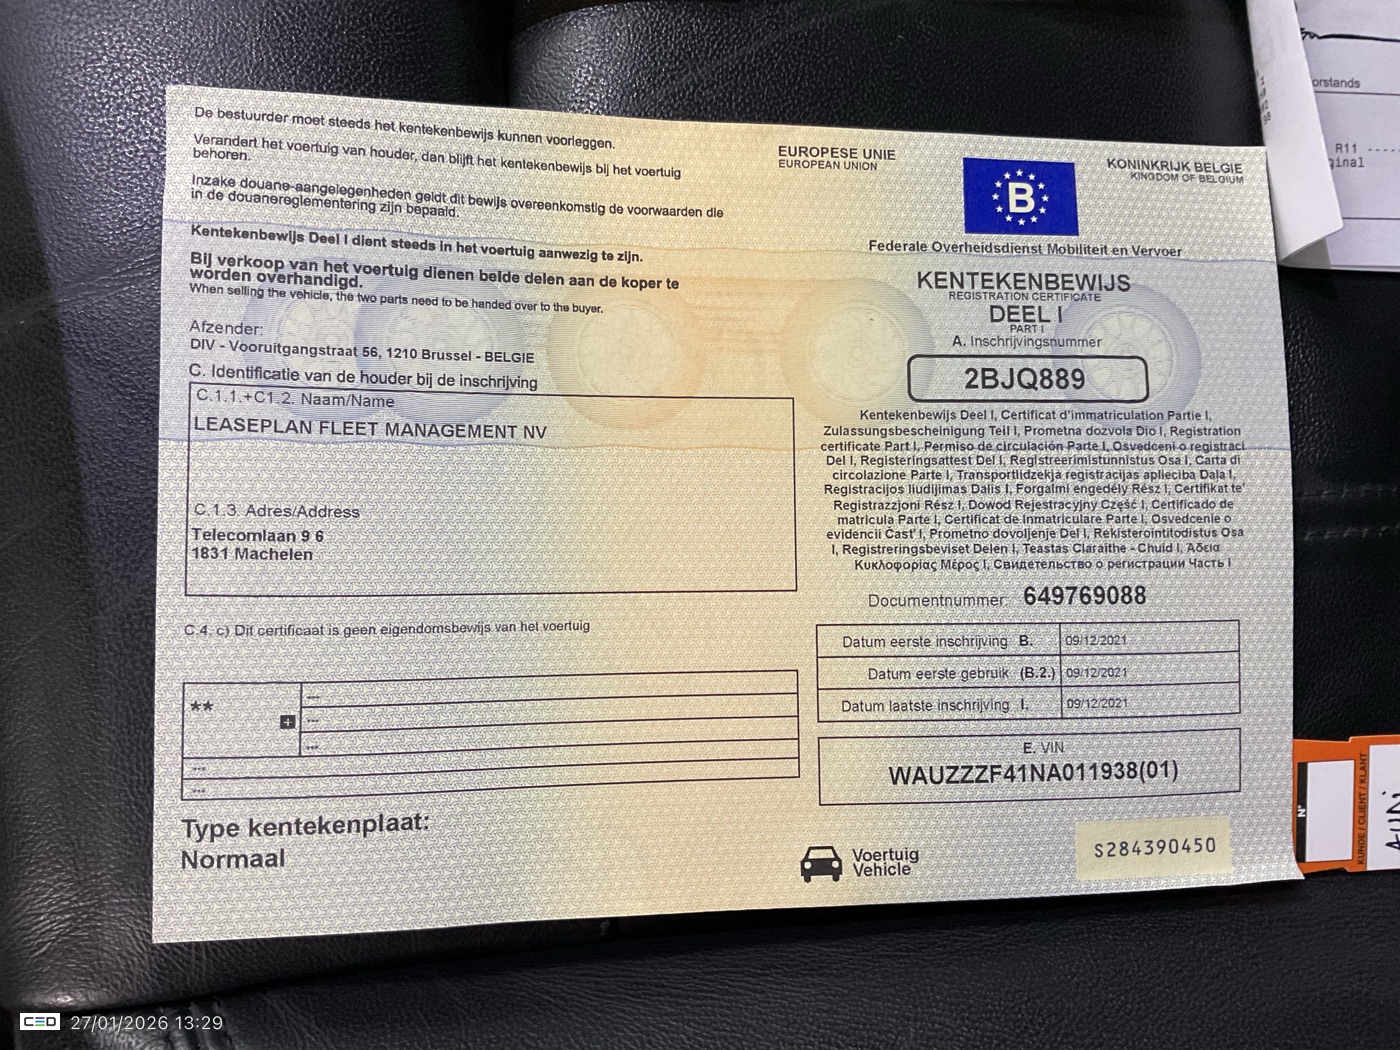 De bestuurder moet steeds het kentekenbewijs kunnen voorleggen.
Verandert het voertuig van houder, dan blijft het kentekenbewijs bij het voertuig
behoren.
Inzake douane-aangelegenheden geldt dit bewijs overeenkomstig de voorwaarden die
in de douanereglementering zijn bepaald.
Kentekenbewijs Deel I dient steeds in het voertuig aanwezig te zijn.
Bij verkoop van het voertuig dienen beide delen aan de koper te
worden overhandigd.
When selling the vehicle, the two parts need to be handed over to the buyer.
Afzender:
DIV - Vooruitgangstraat 56, 1210 Brussel - BELGIE
C. Identificatie van de houder bij de inschrijving
C.1.1.+C1.2. Naam/Name
LEASEPLAN FLEET MANAGEMENT NV
C.1.3. Adres/Address
Telecomlaan 9 6
1831 Machelen
C.4. c) Dit certificaat is geen eigendomsbewijs van het voertuig
**
+
---
---
---
---
---
Type kentekenplaat:
Normaal
EUROPESE UNIE
EUROPEAN UNION
B
KONINKRIJK BELGIE
KINGDOM OF BELGIUM
Federale Overheidsdienst Mobiliteit en Vervoer
KENTEKENBEWIJS
REGISTRATION CERTIFICATE
DEEL I
PART I
A. Inschrijvingsnummer
2BJQ889
Kentekenbewijs Deel I, Certificat d'immatriculation Partie I,
Zulassungsbescheinigung Teil I, Prometna dozvola Dio I, Registration
certificate Part I, Permiso de circulación Parte I, Osvedceni o registraci
Del I, Registeringsattest Del I, Registreerimistunnistus Osa I, Carta di
circolazione Parte I, Transportlidzekja registracijas aplieciba Daļa I,
Registracijos liudijimas Dalis I, Forgalmi engedély Rész I, Certifikat te'
Registrazzjoni Rész I, Dowod Rejestracyjny Część I, Certificado de
matricula Parte I, Certificat de Inmatriculare Parte I, Osvedcenie o
evidencii Čast' I, Prometno dovoljenje Del I, Rekisterointitodistus Osa
I, Registreringsbeviset Delen I, Teastas Claraithe - Chuid I, Άδεια
Κυκλοφορίας Μέρος I, Свидетельство о регистрации Часть I
Documentnummer: 649769088
Datum eerste inschrijving B. 09/12/2021
Datum eerste gebruik (B.2.) 09/12/2021
Datum laatste inschrijving I. 09/12/2021
E. VIN
WAUZZZF41NA011938(01)
Voertuig
Vehicle
S284390450
orstands
R11 ----
ginal
N°
KUNDE / CLIENT / KLANT
CED 27/01/2026 13:29